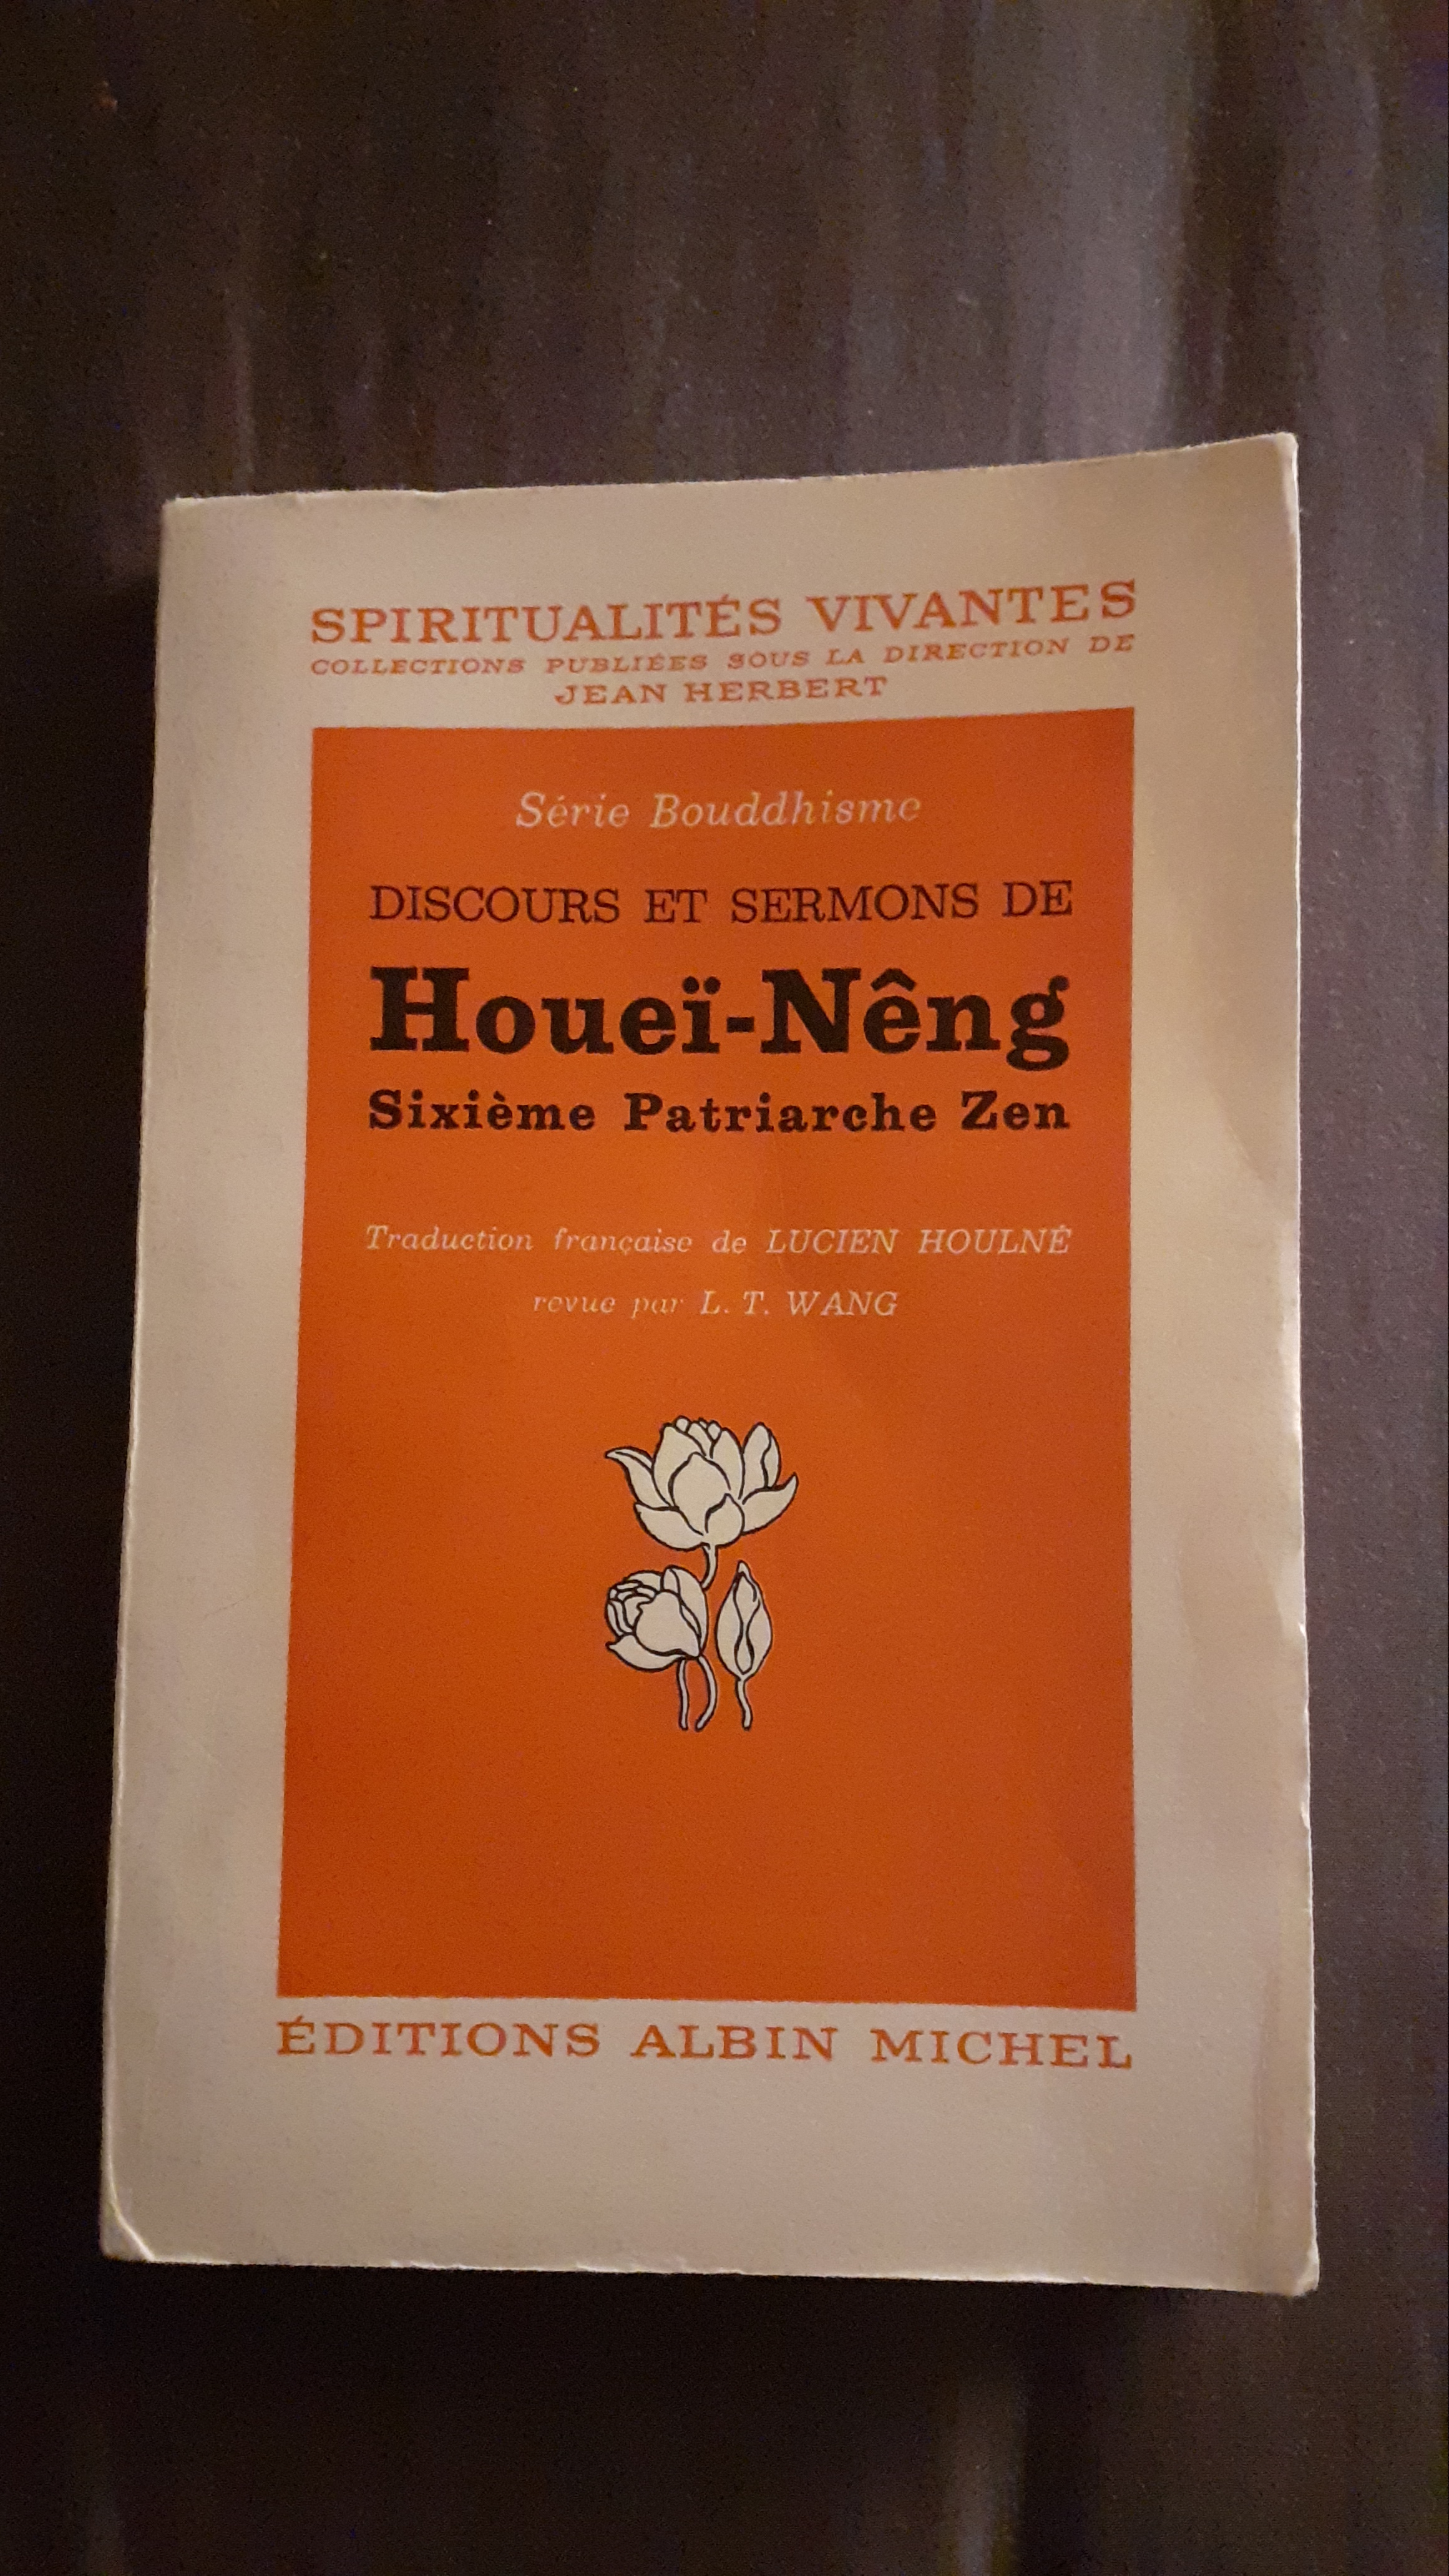 SPIRITUALITÉS VIVANTES
COLLECTIONS PUBLIÉES SOUS LA DIRECTION DE
JEAN HERBERT
Série Bouddhisme
DISCOURS ET SERMONS DE
Houeï-Nêng
Sixième Patriarche Zen
Traduction française de LUCIEN HOULNÉ
revue par L. T. WANG
ÉDITIONS ALBIN MICHEL